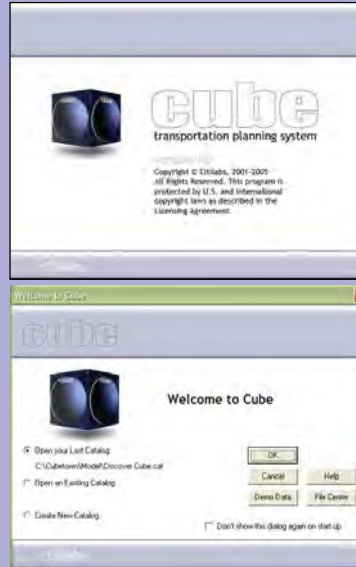 cube
transportation planning system
Copyright © Citilabs, 2001-2005
All Rights Reserved. This program is
protected by U.S. and international
copyright laws as described in the
Licensing Agreement
Welcome to Cube
cube
Welcome to Cube
Open your Last Catalog
C:\Cubetown\Model\Discover Cube.cat
Open an Existing Catalog
Create New Catalog
OK
Cancel
Help
Demo Data
File Centre
Don't show this dialog again on start up